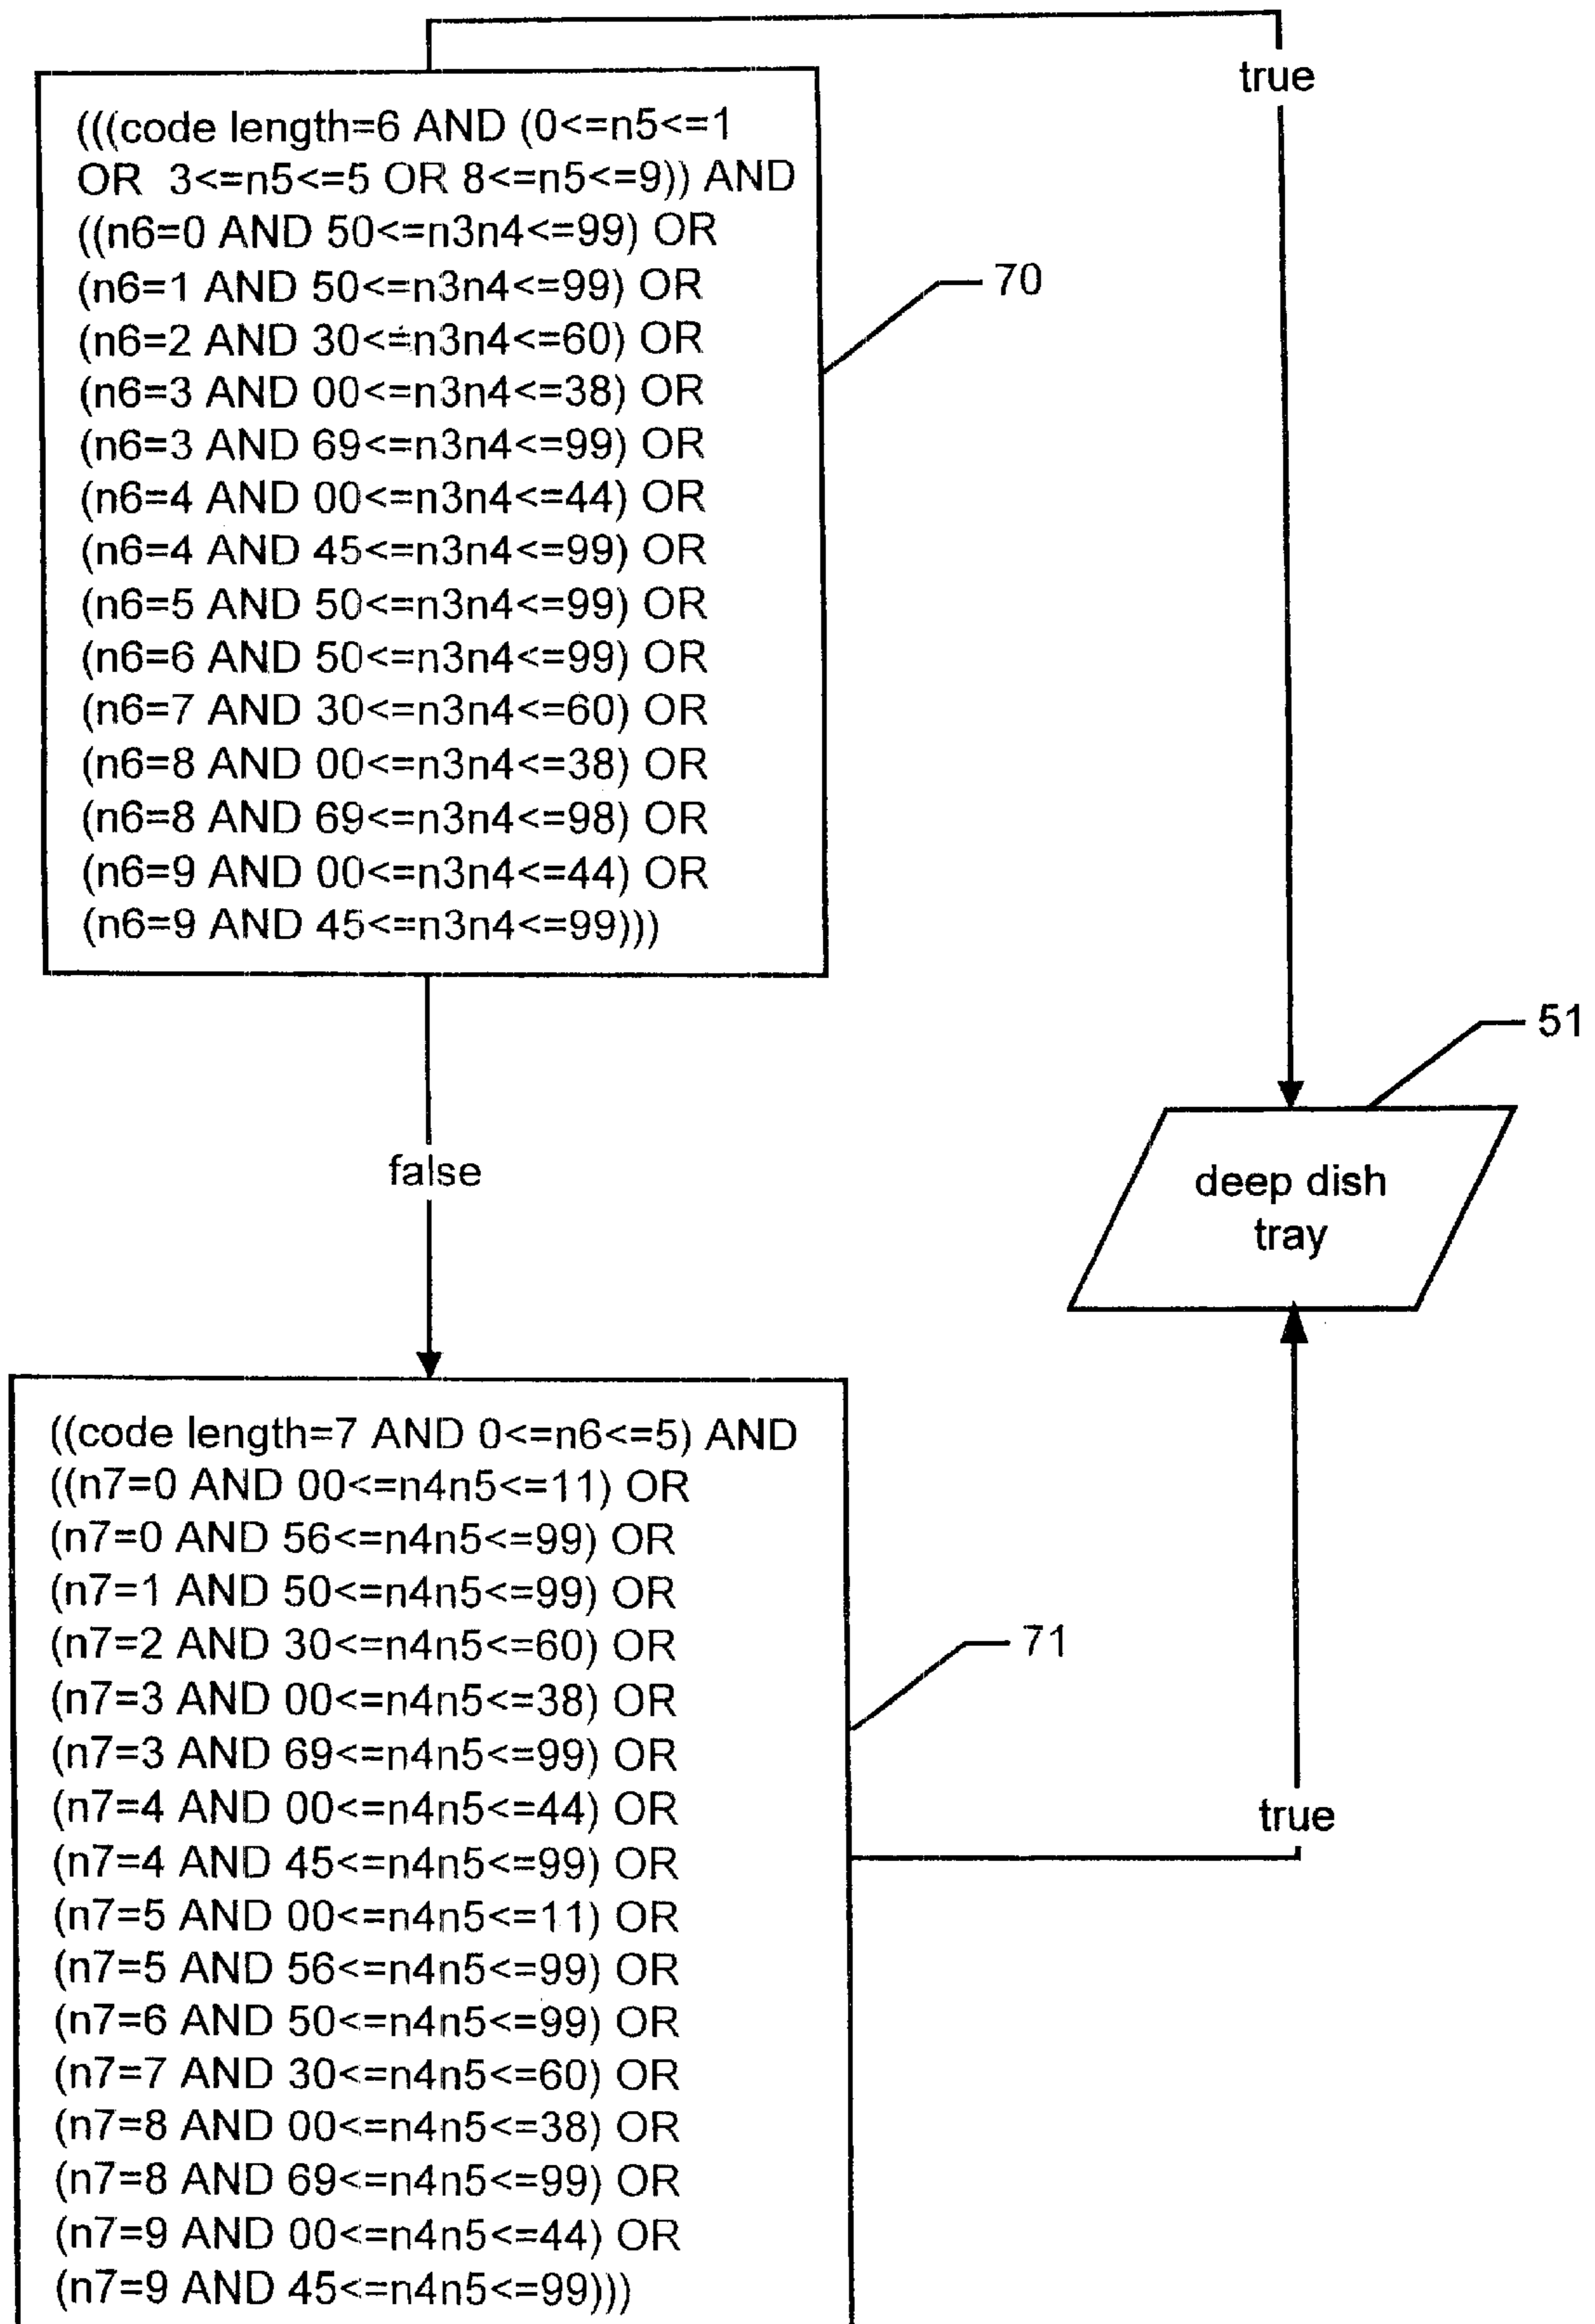 true
(((code length=6 AND (0<=n5<=1
OR 3<=n5<=5 OR 8<=n5<=9)) AND
((n6=0 AND 50<=n3n4<=99) OR
(n6=1 AND 50<=n3n4<=99) OR
(n6=2 AND 30<=n3n4<=60) OR
(n6=3 AND 00<=n3n4<=38) OR
(n6=3 AND 69<=n3n4<=99) OR
(n6=4 AND 00<=n3n4<=44) OR
(n6=4 AND 45<=n3n4<=99) OR
(n6=5 AND 50<=n3n4<=99) OR
(n6=6 AND 50<=n3n4<=99) OR
(n6=7 AND 30<=n3n4<=60) OR
(n6=8 AND 00<=n3n4<=38) OR
(n6=8 AND 69<=n3n4<=98) OR
(n6=9 AND 00<=n3n4<=44) OR
(n6=9 AND 45<=n3n4<=99)))
70
51
false
deep dish
tray
((code length=7 AND 0<=n6<=5) AND
((n7=0 AND 00<=n4n5<=11) OR
(n7=0 AND 56<=n4n5<=99) OR
(n7=1 AND 50<=n4n5<=99) OR
(n7=2 AND 30<=n4n5<=60) OR
(n7=3 AND 00<=n4n5<=38) OR
(n7=3 AND 69<=n4n5<=99) OR
(n7=4 AND 00<=n4n5<=44) OR
(n7=4 AND 45<=n4n5<=99) OR
(n7=5 AND 00<=n4n5<=11) OR
(n7=5 AND 56<=n4n5<=99) OR
(n7=6 AND 50<=n4n5<=99) OR
(n7=7 AND 30<=n4n5<=60) OR
(n7=8 AND 00<=n4n5<=38) OR
(n7=8 AND 69<=n4n5<=99) OR
(n7=9 AND 00<=n4n5<=44) OR
(n7=9 AND 45<=n4n5<=99)))
71
true